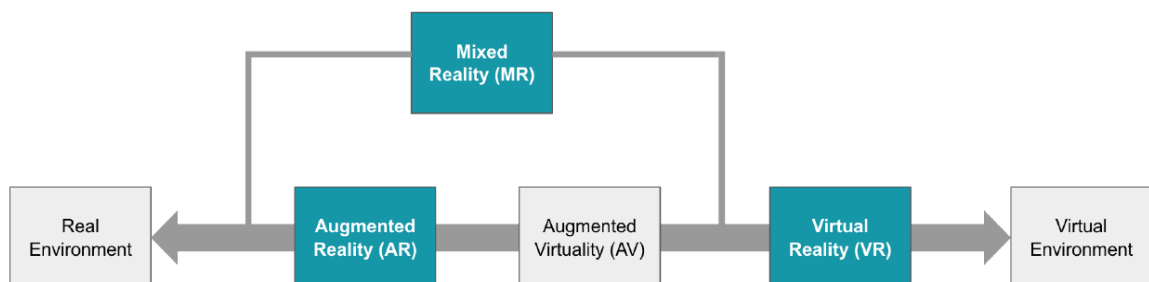 Mixed
Reality (MR)
Real
Environment
Augmented
Reality (AR)
Augmented
Virtuality (AV)
Virtual
Reality (VR)
Virtual
Environment